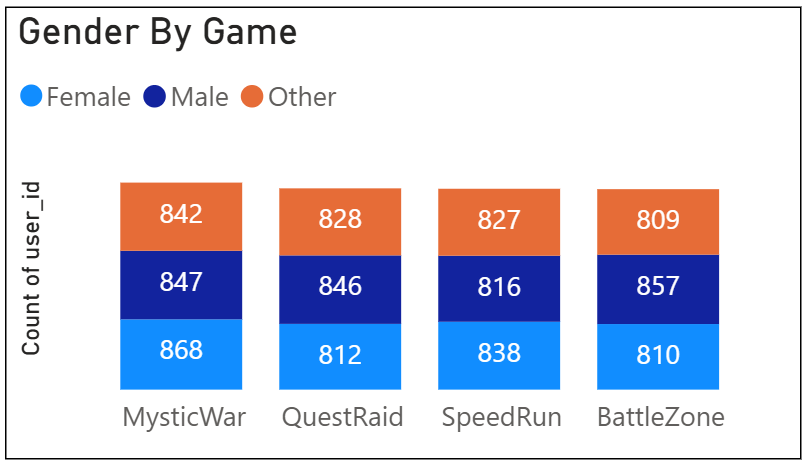 Gender By Game
Female Male Other
Count of user_id
842 828 827 809
847 846 816 857
868 812 838 810
MysticWar QuestRaid SpeedRun BattleZone